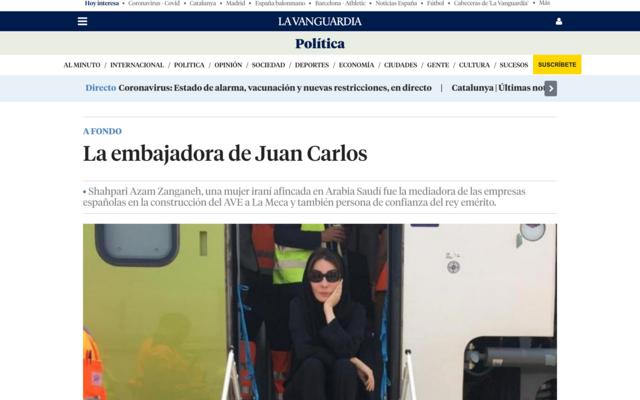 Hoy interesa • Coronavirus - Covid • Catalunya • Madrid • España balonmano • Barcelona - Athletic • Noticias España • Fútbol • Cabeceras de 'La Vanguardia' • Más
LA VANGUARDIA
Política
AL MINUTO / INTERNACIONAL / POLITICA / OPINIÓN / SOCIEDAD / DEPORTES / ECONOMÍA / CIUDADES / GENTE / CULTURA / SUCESOS SUSCRÍBETE
Directo Coronavirus: Estado de alarma, vacunación y nuevas restricciones, en directo | Catalunya | Últimas not
A FONDO
La embajadora de Juan Carlos
• Shahpari Azam Zanganeh, una mujer iraní afincada en Arabia Saudí fue la mediadora de las empresas
españolas en la construcción del AVE a La Meca y también persona de confianza del rey emérito.